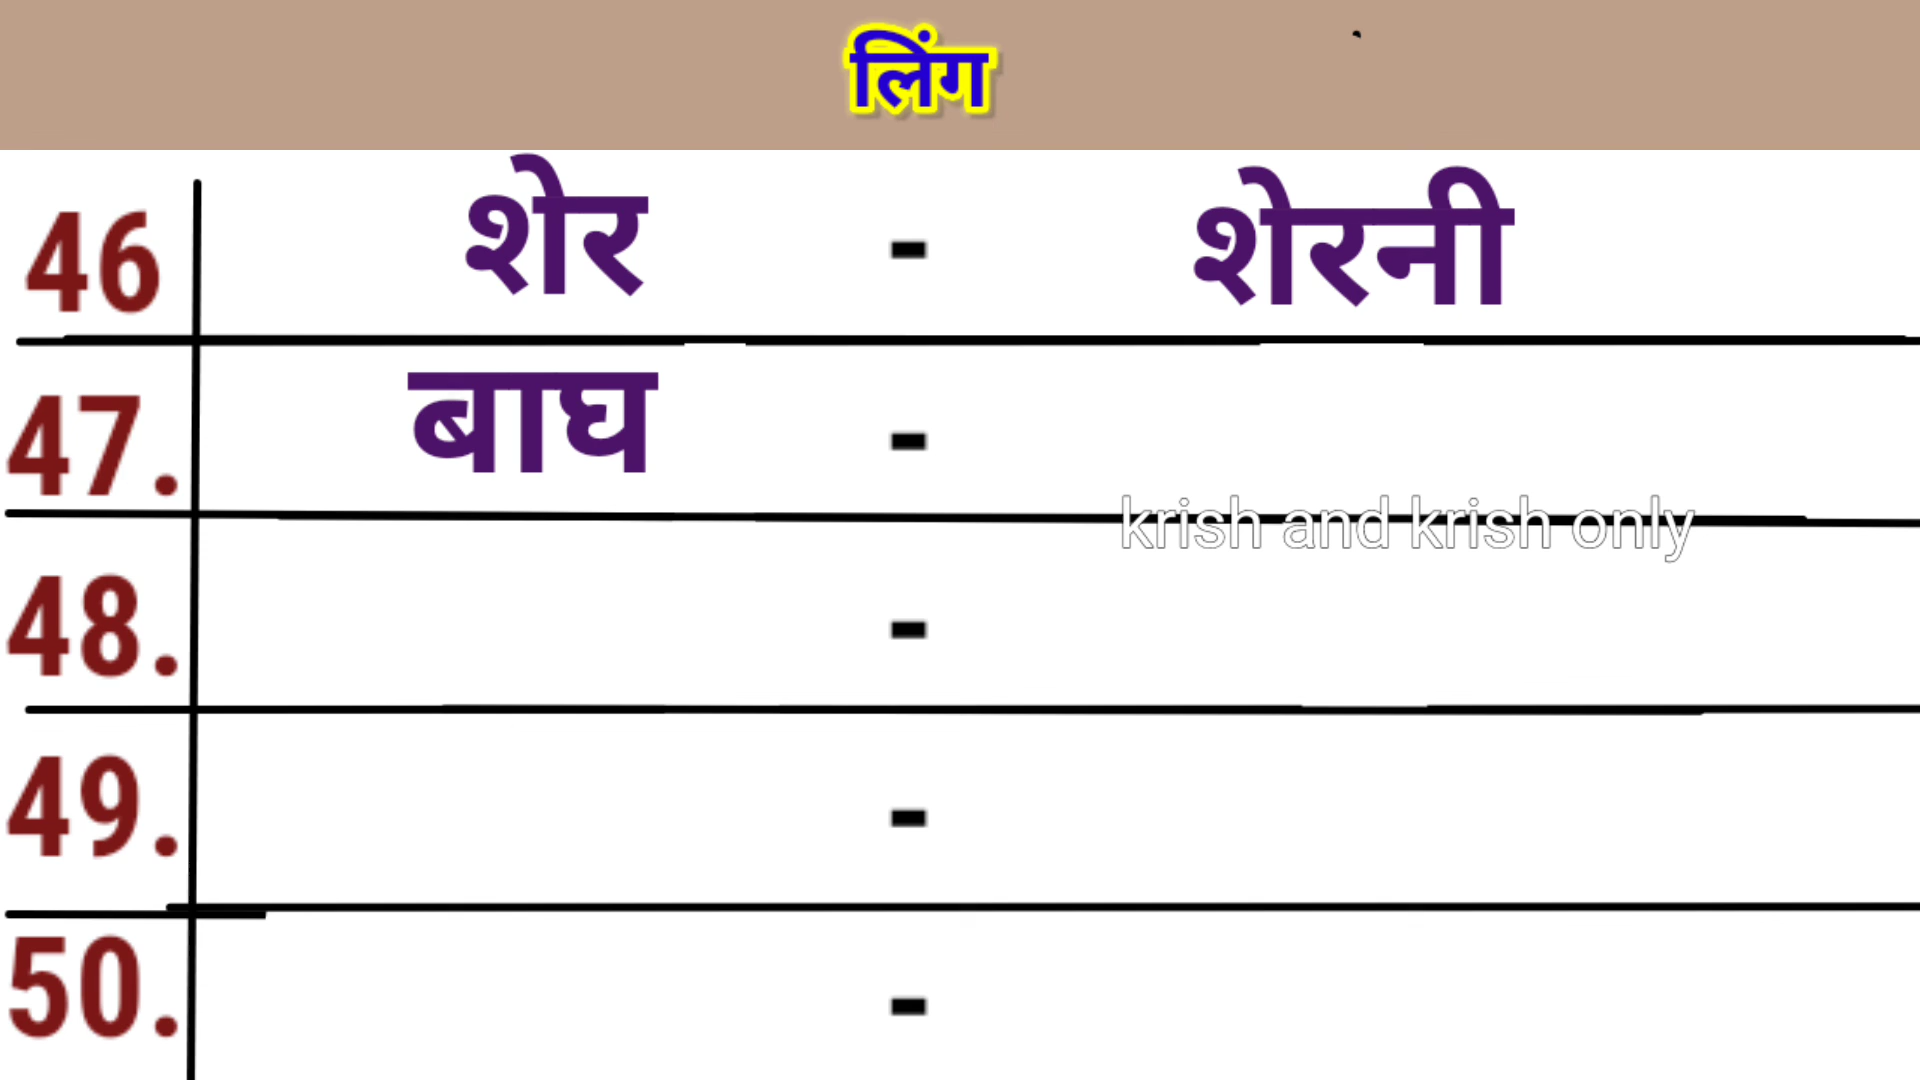 लिंग
46 शेर - शेरनी
47. बाघ -
krish and krish only
48. -
49. -
50. -